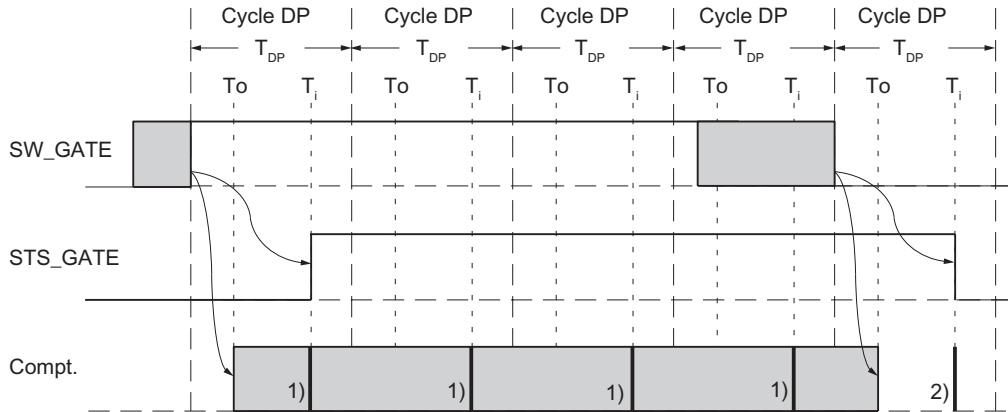 Cycle DP Cycle DP Cycle DP Cycle DP Cycle DP
T_DP T_DP T_DP T_DP T_DP
To T_i To T_i To T_i To T_i To T_i
SW_GATE
STS_GATE
Compt. 1) 1) 1) 1) 2)